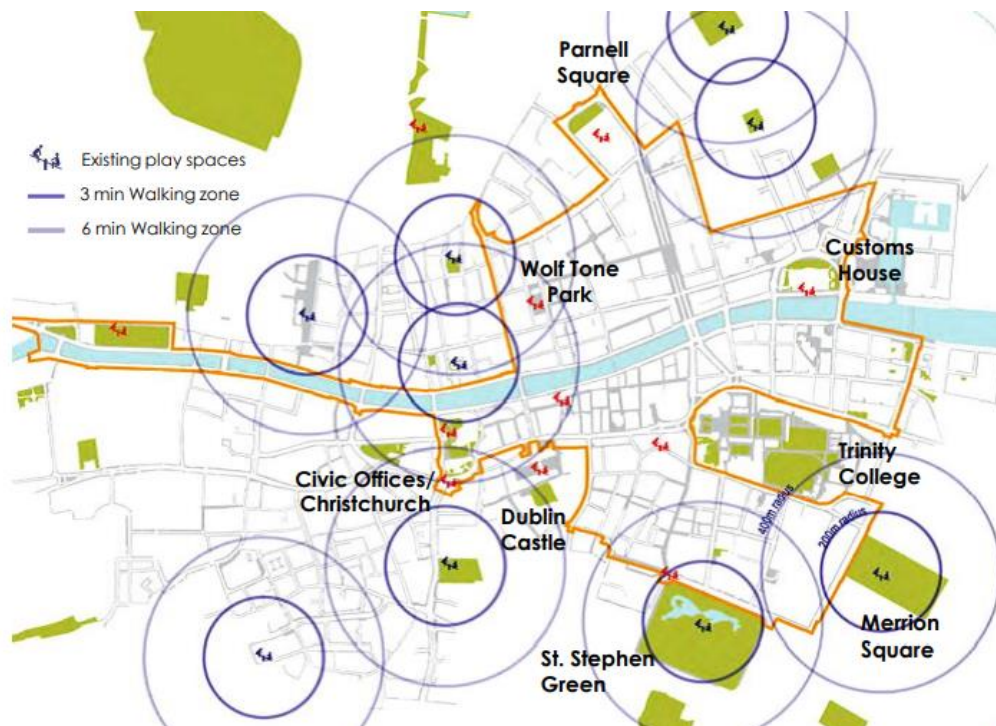 Parnell
Square
Existing play spaces
3 min Walking zone
6 min Walking zone
Customs
House
Wolf Tone
Park
Trinity
College
Civic Offices/
Christchurch
Dublin
Castle
400m radius
200m radius
Merrion
Square
St. Stephen
Green